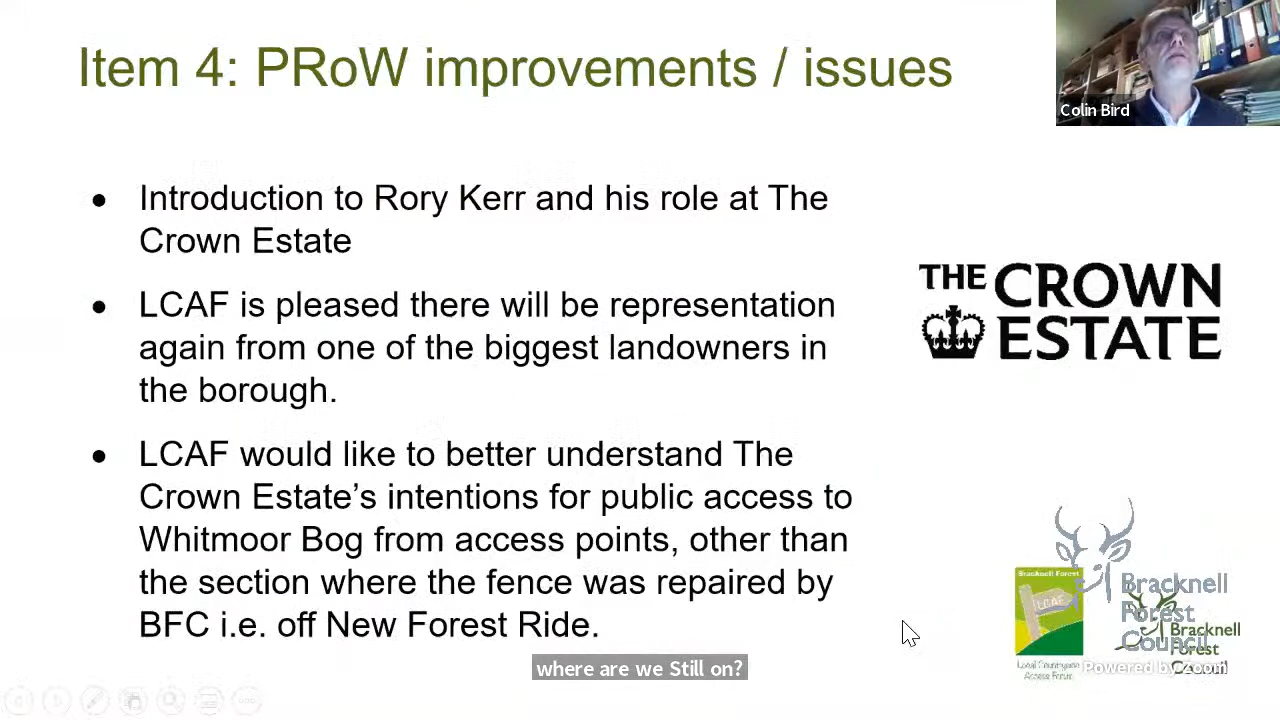 Item 4: PRoW improvements / issues
Colin Bird
• Introduction to Rory Kerr and his role at The
Crown Estate
• LCAF is pleased there will be representation
again from one of the biggest landowners in
the borough.
• LCAF would like to better understand The
Crown Estate’s intentions for public access to
Whitmoor Bog from access points, other than
the section where the fence was repaired by
BFC i.e. off New Forest Ride.
THE CROWN
ESTATE
Bracknell Forest
LCAF
Local Countryside
Access Forum
Bracknell
Forest
Council
Bracknell
Forest
Council
Powered by Zoom
where are we Still on?